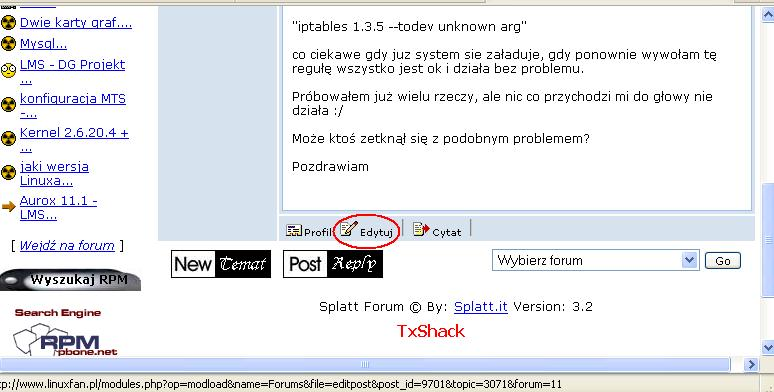 Dwie karty graf....
Mysql....
LMS - DG Projekt
...
konfiguracja MTS
-...
Kernel 2.6.20.4 +
...
jaki wersja
Linuxa...
Aurox 11.1 -
LMS...
[ Wejdź na forum ]
Wyszukaj RPM
Search Engine
RPM
pbone.net
"iptables 1.3.5 --todev unknown arg"
co ciekawe gdy juz system sie załaduje, gdy ponownie wywołam tę
regułę wszystko jest ok i działa bez problemu.
Próbowałem już wielu rzeczy, ale nic co przychodzi mi do głowy nie
działa :/
Może ktoś zetknął się z podobnym problemem?
Pozdrawiam
Profil Edytuj Cytat
New Temat Post Reply Wybierz forum Go
Splatt Forum © By: Splatt.it Version: 3.2
TxShack
tp://www.linuxfan.pl/modules.php?op=modload&name=Forums&file=editpost&post_id=9701&topic=3071&forum=11